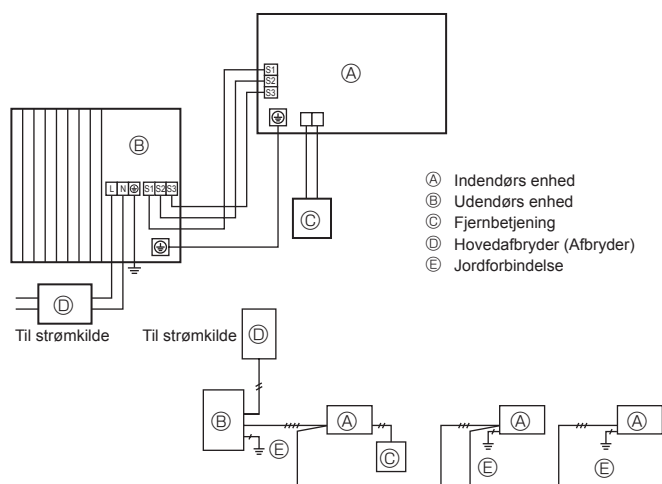 S1
S2
S3
Ⓐ
Ⓑ
L N S1 S2 S3
Ⓒ
Ⓐ Indendørs enhed
Ⓑ Udendørs enhed
Ⓒ Fjernbetjening
Ⓓ Hovedafbryder (Afbryder)
Ⓔ Jordforbindelse
Ⓓ
Til strømkilde
Til strømkilde Ⓓ
Ⓑ Ⓐ Ⓐ Ⓐ
Ⓔ Ⓒ Ⓔ Ⓔ